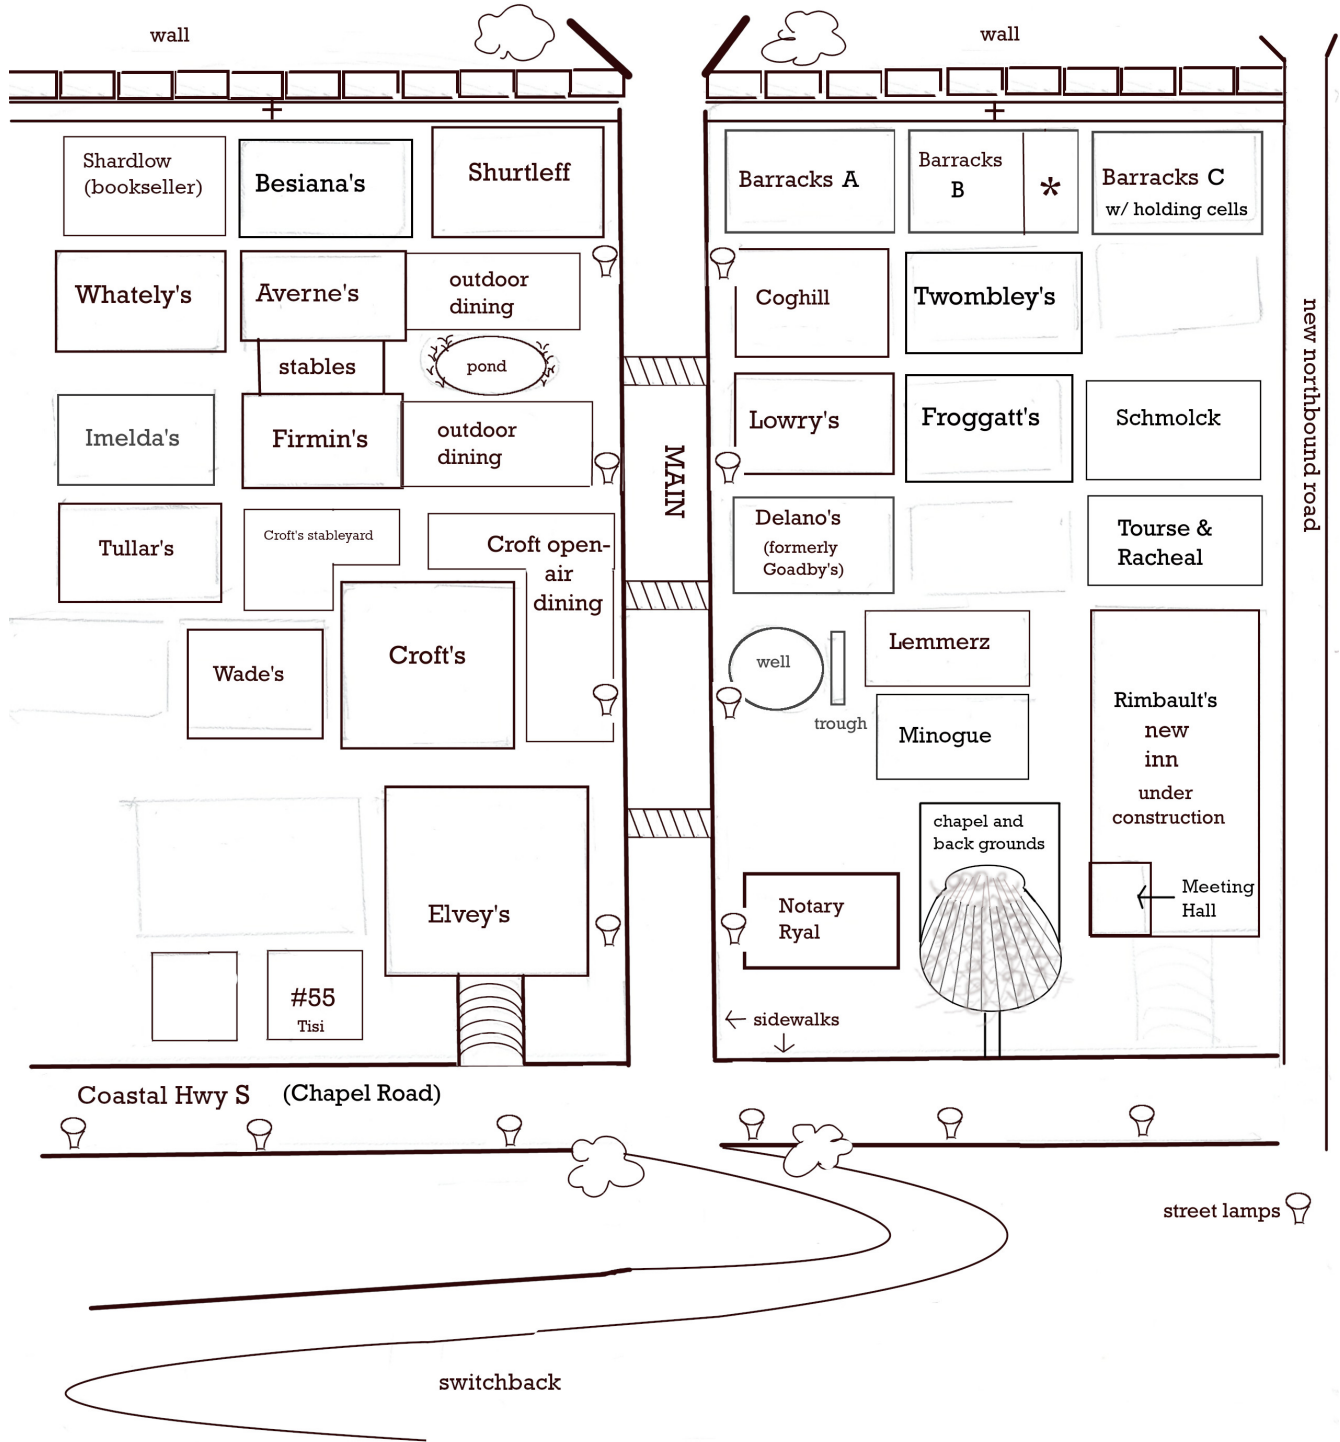 wall
wall
Shardlow
(bookseller)
Besiana's
Shurtleff
Barracks A
Barracks
B
*
Barracks C
w/ holding cells
Whately's
Averne's
outdoor
dining
Coghill
Twombley's
stables
pond
new northbound road
Imelda's
Firmin's
outdoor
dining
MAIN
Lowry's
Froggatt's
Schmolck
Tullar's
Croft's stableyard
Croft open-
air
dining
Delano's
(formerly
Goadby's)
Tourse &
Racheal
Wade's
Croft's
well
trough
Lemmerz
Minogue
Rimbault's
new
inn
under
construction
chapel and
back grounds
Elvey's
Notary
Ryal
Meeting
Hall
#55
Tisi
sidewalks
Coastal Hwy S (Chapel Road)
street lamps
switchback